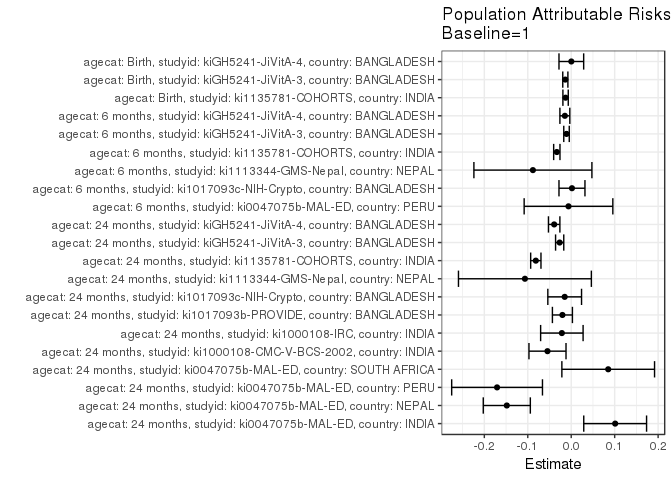 Population Attributable Risks
Baseline=1
agecat: Birth, studyid: kiGH5241-JiVitA-4, country: BANGLADESH
agecat: Birth, studyid: kiGH5241-JiVitA-3, country: BANGLADESH
agecat: Birth, studyid: ki1135781-COHORTS, country: INDIA
agecat: 6 months, studyid: kiGH5241-JiVitA-4, country: BANGLADESH
agecat: 6 months, studyid: kiGH5241-JiVitA-3, country: BANGLADESH
agecat: 6 months, studyid: ki1135781-COHORTS, country: INDIA
agecat: 6 months, studyid: ki1113344-GMS-Nepal, country: NEPAL
agecat: 6 months, studyid: ki1017093c-NIH-Crypto, country: BANGLADESH
agecat: 6 months, studyid: ki0047075b-MAL-ED, country: PERU
agecat: 24 months, studyid: kiGH5241-JiVitA-4, country: BANGLADESH
agecat: 24 months, studyid: kiGH5241-JiVitA-3, country: BANGLADESH
agecat: 24 months, studyid: ki1135781-COHORTS, country: INDIA
agecat: 24 months, studyid: ki1113344-GMS-Nepal, country: NEPAL
agecat: 24 months, studyid: ki1017093c-NIH-Crypto, country: BANGLADESH
agecat: 24 months, studyid: ki1017093b-PROVIDE, country: BANGLADESH
agecat: 24 months, studyid: ki1000108-IRC, country: INDIA
agecat: 24 months, studyid: ki1000108-CMC-V-BCS-2002, country: INDIA
agecat: 24 months, studyid: ki0047075b-MAL-ED, country: SOUTH AFRICA
agecat: 24 months, studyid: ki0047075b-MAL-ED, country: PERU
agecat: 24 months, studyid: ki0047075b-MAL-ED, country: NEPAL
agecat: 24 months, studyid: ki0047075b-MAL-ED, country: INDIA
-0.2 -0.1 0.0 0.1 0.2
Estimate